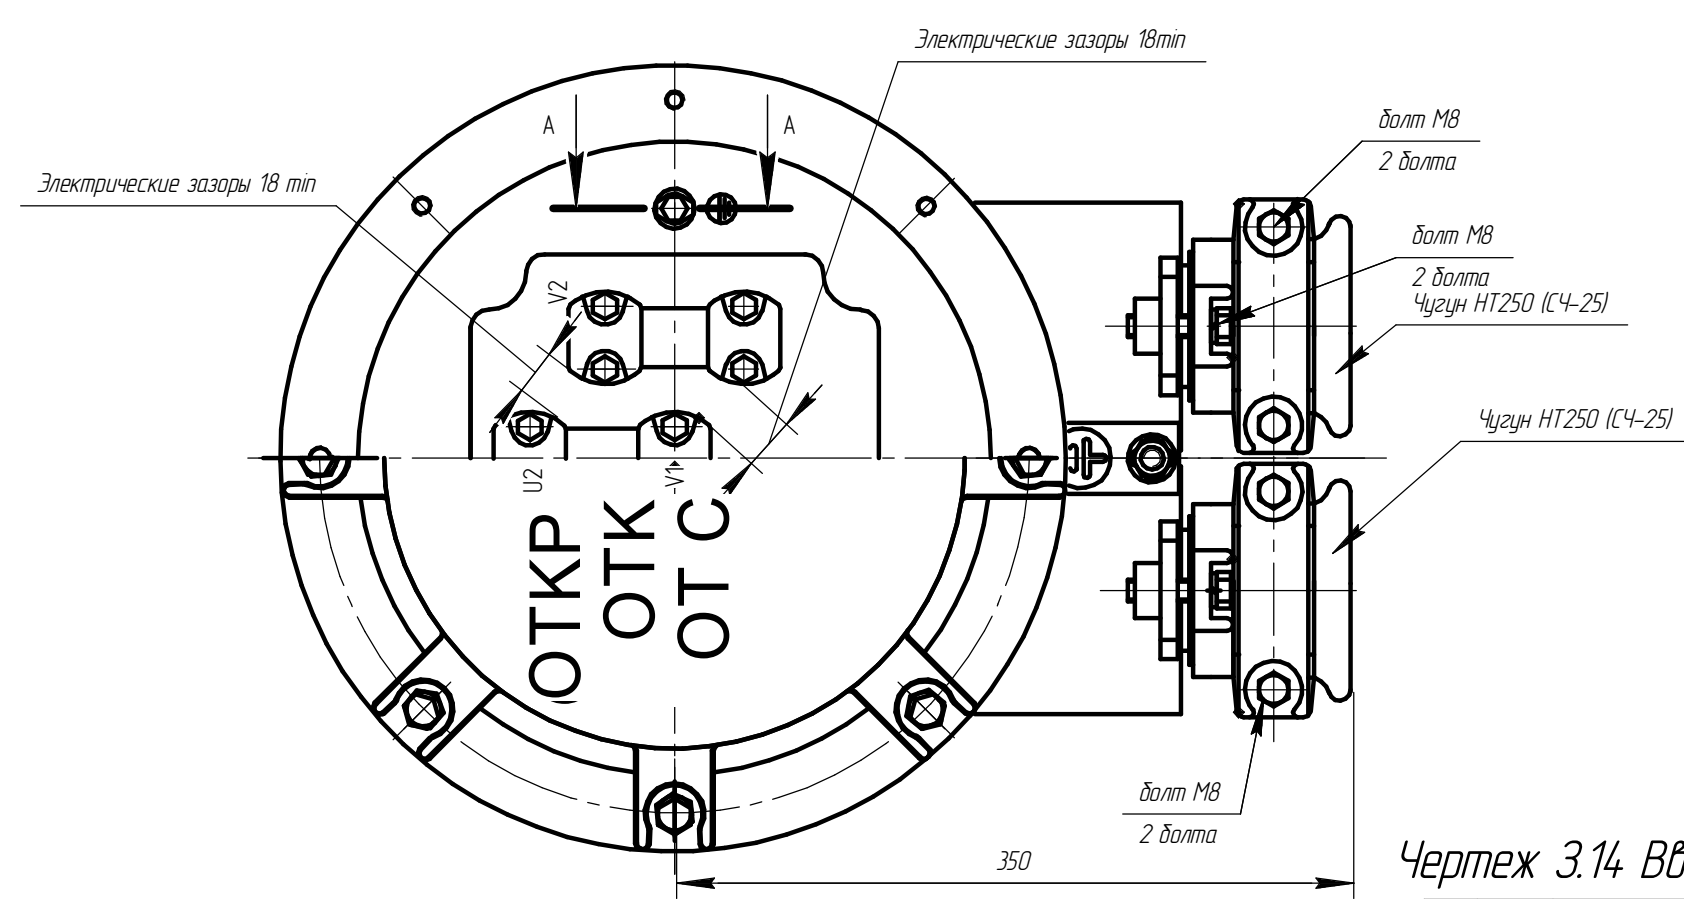 Электрические зазоры 18min
болт М8
2 болта
Электрические зазоры 18 min
А
А
болт М8
2 болта
Чугун НТ250 (СЧ-25)
V2
Чугун НТ250 (СЧ-25)
U2
V1
ОТКР
ОТК
ОТ С
болт М8
2 болта
350
Чертеж 3.14 Вв